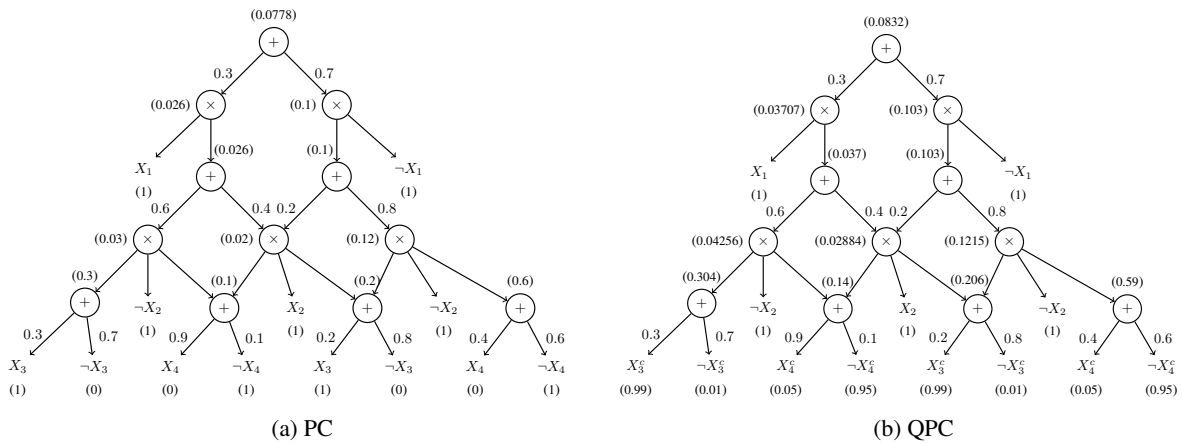 (0.0778)
+
0.3 0.7
(0.026) × (0.1) ×
(0.026) (0.1)
X₁ ¬X₁
(1) + + (1)
0.6 0.4 0.2 0.8
(0.03) × (0.02) × (0.12) ×
(0.3) (0.1) (0.2) (0.6)
+ ¬X₂ + X₂ + ¬X₂ +
(1) (1) (1)
0.3 0.7 0.9 0.1 0.2 0.8 0.4 0.6
X₃ ¬X₃ X₄ ¬X₄ X₃ ¬X₃ X₄ ¬X₄
(1) (0) (0) (1) (1) (0) (0) (1)
(a) PC
(0.0832)
+
0.3 0.7
(0.03707) × (0.103) ×
(0.037) (0.103)
X₁ ¬X₁
(1) + + (1)
0.6 0.4 0.2 0.8
(0.04256) × (0.02884) × (0.1215) ×
(0.304) (0.14) (0.206) (0.59)
+ ¬X₂ + X₂ + ¬X₂ +
(1) (1) (1)
0.3 0.7 0.9 0.1 0.2 0.8 0.4 0.6
X₃ᶜ ¬X₃ᶜ X₄ᶜ ¬X₄ᶜ X₃ᶜ ¬X₃ᶜ X₄ᶜ ¬X₄ᶜ
(0.99) (0.01) (0.05) (0.95) (0.99) (0.01) (0.05) (0.95)
(b) QPC